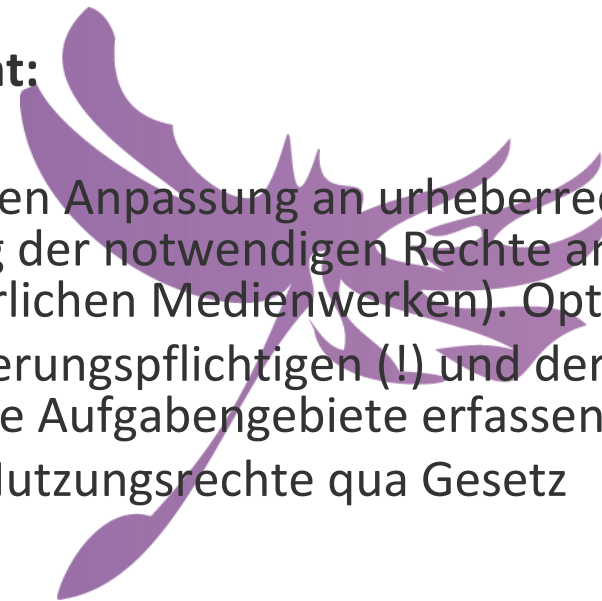 nt:
en Anpassung an urheberrec
g der notwendigen Rechte an
rlichen Medienwerken). Opt
erungspflichtigen (!) und der
e Aufgabengebiete erfassen
Nutzungsrechte qua Gesetz